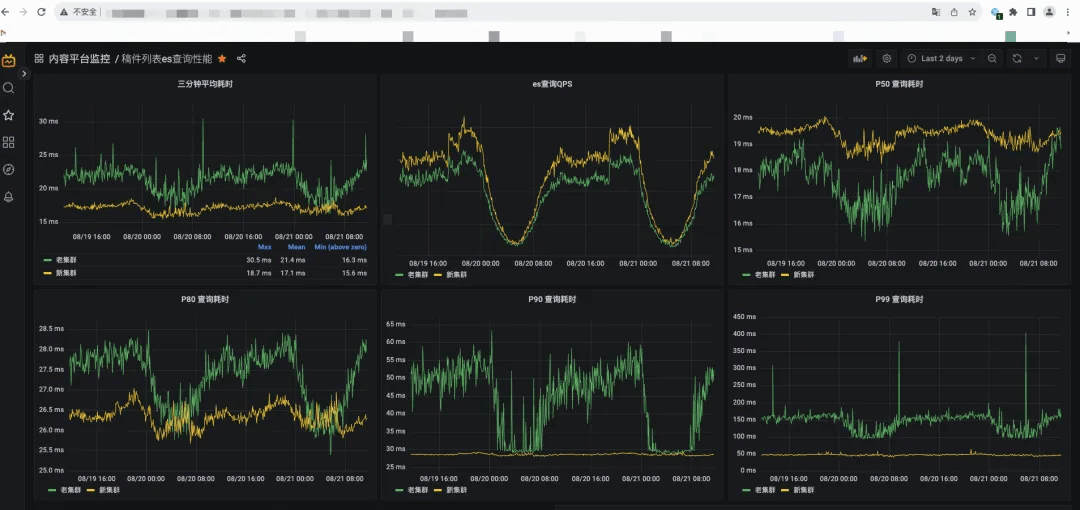 不安全
1
内容平台监控 / 稿件列表es查询性能
Last 2 days
三分钟平均耗时
30 ms
25 ms
20 ms
15 ms
08/19 16:00 08/20 00:00 08/20 08:00 08/20 16:00 08/21 00:00 08/21 08:00
Max Mean Min (above zero)
老集群 30.5 ms 21.4 ms 16.3 ms
新集群 18.7 ms 17.1 ms 15.6 ms
es查询QPS
08/19 16:00 08/20 00:00 08/20 08:00 08/20 16:00 08/21 00:00 08/21 08:00
老集群 新集群
P50 查询耗时
20 ms
19 ms
18 ms
17 ms
16 ms
15 ms
08/19 16:00 08/20 00:00 08/20 08:00 08/20 16:00 08/21 00:00 08/21 08:00
老集群 新集群
P80 查询耗时
28.5 ms
28.0 ms
27.5 ms
27.0 ms
26.5 ms
26.0 ms
25.5 ms
25.0 ms
08/19 16:00 08/20 00:00 08/20 08:00 08/20 16:00 08/21 00:00 08/21 08:00
老集群 新集群
P90 查询耗时
65 ms
60 ms
55 ms
50 ms
45 ms
40 ms
35 ms
30 ms
25 ms
08/19 16:00 08/20 00:00 08/20 08:00 08/20 16:00 08/21 00:00 08/21 08:00
老集群 新集群
P99 查询耗时
450 ms
400 ms
350 ms
300 ms
250 ms
200 ms
150 ms
100 ms
50 ms
0 ms
08/19 16:00 08/20 00:00 08/20 08:00 08/20 16:00 08/21 00:00 08/21 08:00
老集群 新集群